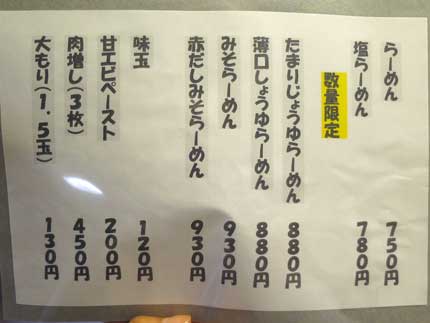 らーめん 750円
塩らーめん 780円
数量限定
たまりじょうゆらーめん 880円
薄口しょうゆらーめん 880円
みそらーめん 930円
赤だしみそらーめん 930円
味玉 120円
甘エビペースト 200円
肉増し(3枚) 450円
大もり(1.5玉) 130円